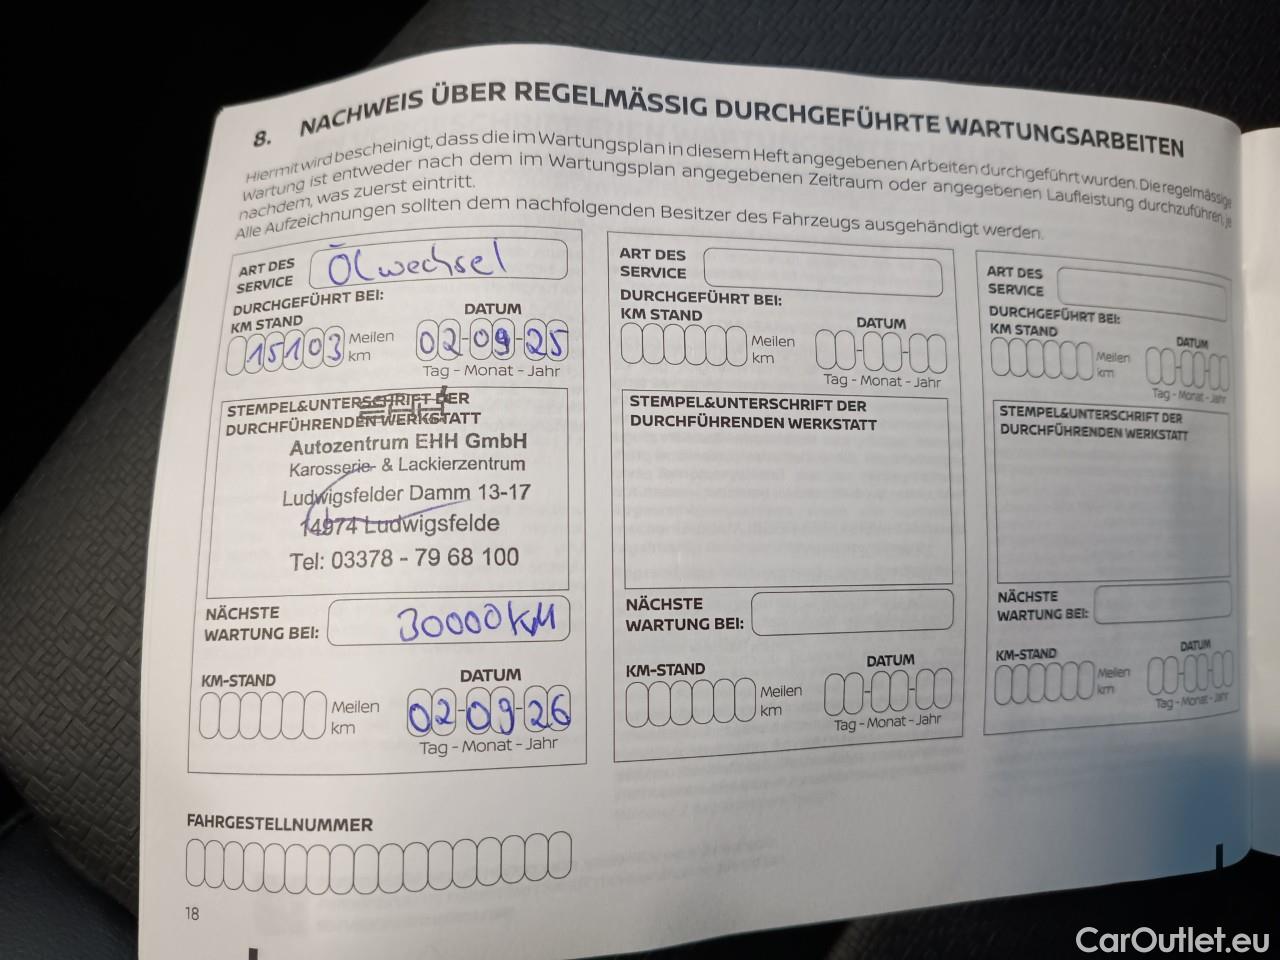 8. NACHWEIS ÜBER REGELMÄSSIG DURCHGEFÜHRTE WARTUNGSARBEITEN
Hiermit wird bescheinigt, dass die im Wartungsplan in diesem Heft angegebenen Arbeiten durchgeführt wurden. Die regelmässige
Wartung ist entweder nach dem im Wartungsplan angegebenen Zeitraum oder angegebenen Laufleistung durchzuführen, je
nachdem, was zuerst eintritt.
Alle Aufzeichnungen sollten dem nachfolgenden Besitzer des Fahrzeugs ausgehändigt werden.
ART DES
SERVICE
Ölwechsel
DURCHGEFÜHRT BEI:
KM STAND
DATUM
15103
Meilen
km
02-09-25
Tag - Monat - Jahr
STEMPEL&UNTERSCHRIFT DER
DURCHFÜHRENDEN WERKSTATT
Autozentrum EHH GmbH
Karosserie- & Lackierzentrum
Ludwigsfelder Damm 13-17
14974 Ludwigsfelde
Tel: 03378 - 79 68 100
NÄCHSTE
WARTUNG BEI:
30000KM
KM-STAND
DATUM
Meilen
km
02-09-26
Tag - Monat - Jahr
ART DES
SERVICE
DURCHGEFÜHRT BEI:
KM STAND
DATUM
Meilen
km
Tag - Monat - Jahr
STEMPEL&UNTERSCHRIFT DER
DURCHFÜHRENDEN WERKSTATT
NÄCHSTE
WARTUNG BEI:
KM-STAND
DATUM
Meilen
km
Tag - Monat - Jahr
ART DES
SERVICE
DURCHGEFÜHRT BEI:
KM STAND
DATUM
Meilen
km
Tag - Monat - Jahr
STEMPEL&UNTERSCHRIFT DER
DURCHFÜHRENDEN WERKSTATT
NÄCHSTE
WARTUNG BEI:
KM-STAND
DATUM
Meilen
km
Tag - Monat - Jahr
FAHRGESTELLNUMMER
18
CarOutlet.eu